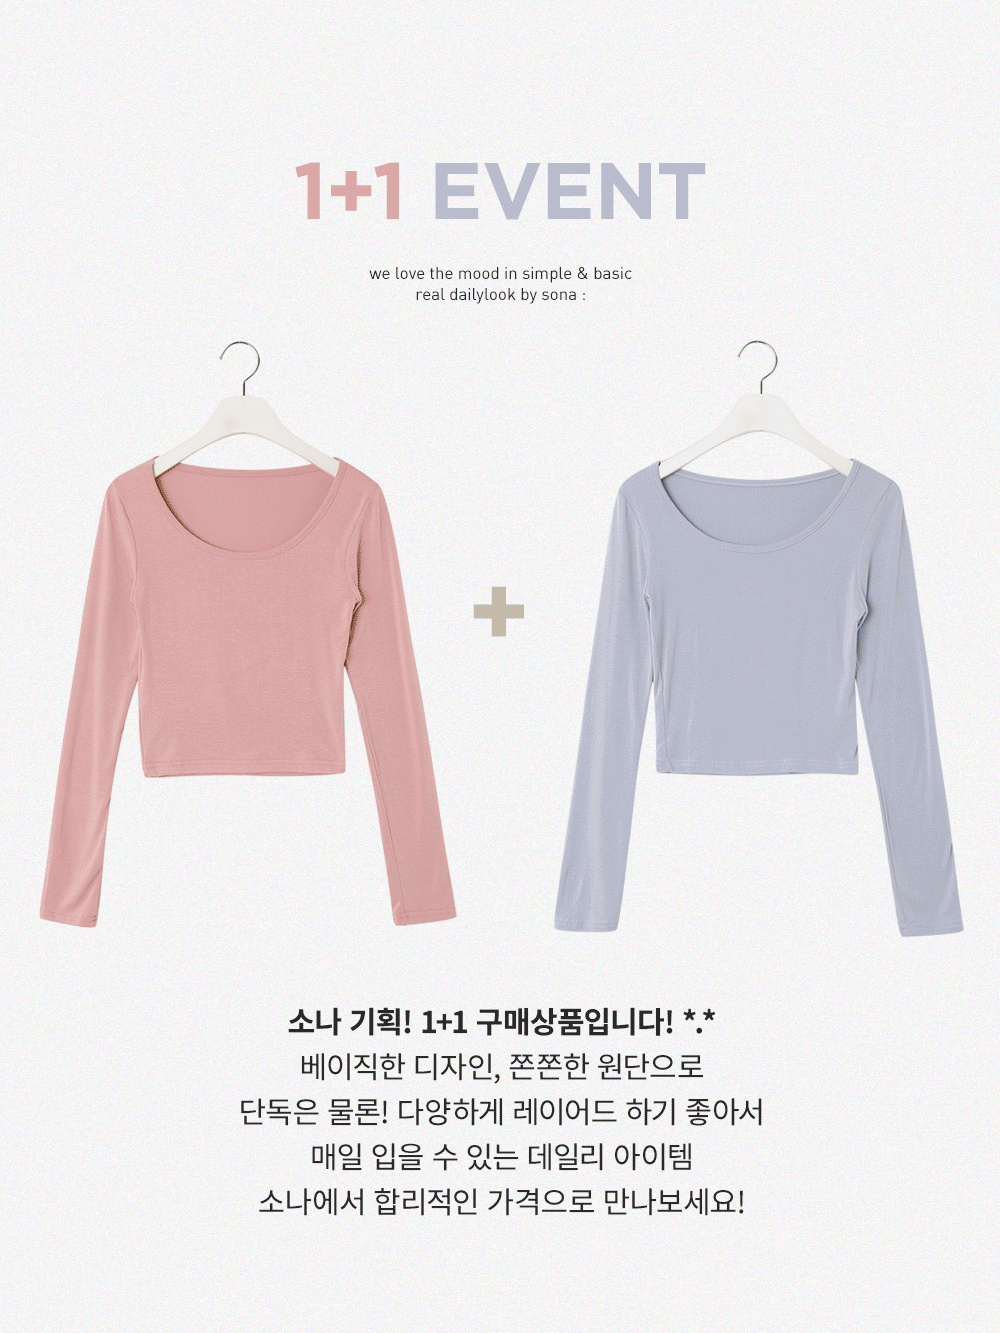 1+1 EVENT
we love the mood in simple & basic
real dailylook by sona :
소나 기획! 1+1 구매상품입니다! *.*
베이직한 디자인, 쫀쫀한 원단으로
단독은 물론! 다양하게 레이어드 하기 좋아서
매일 입을 수 있는 데일리 아이템
소나에서 합리적인 가격으로 만나보세요!